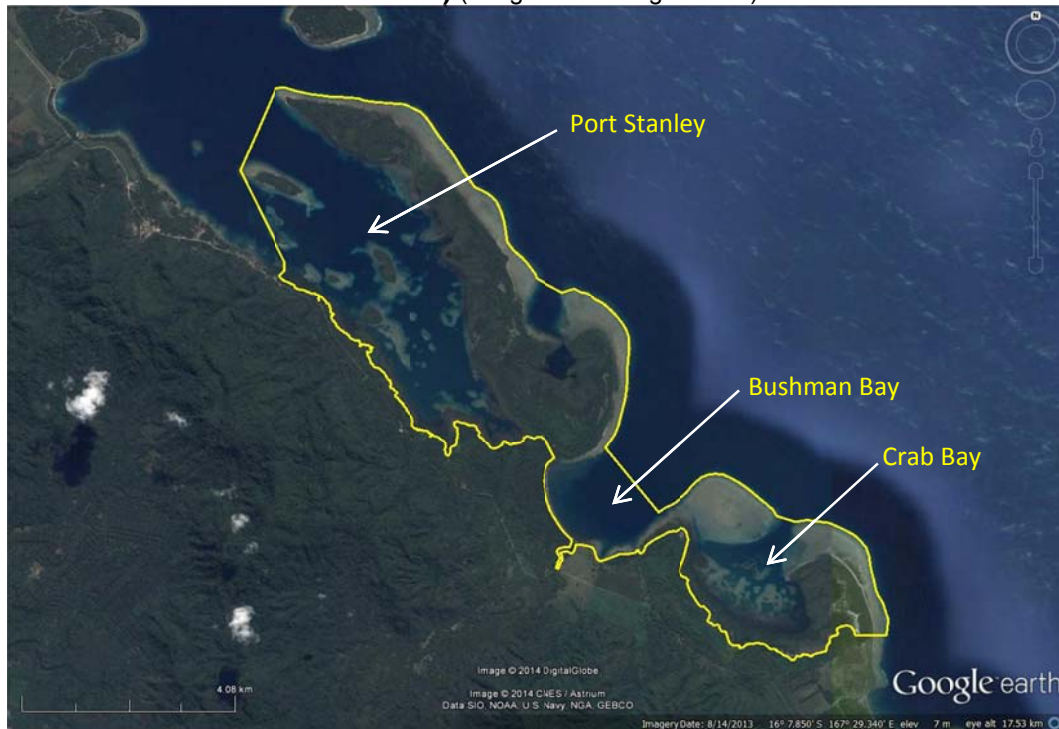 N
Port Stanley
Bushman Bay
Crab Bay
Image © 2014 DigitalGlobe
Image © 2014 CNES / Astrium
Data SIO, NOAA, U.S. Navy, NGA, GEBCO
4.08 km
Google earth
Imagery Date: 8/14/2013 16° 7.850' S 167° 29.340' E elev 7 m eye alt 17.53 km